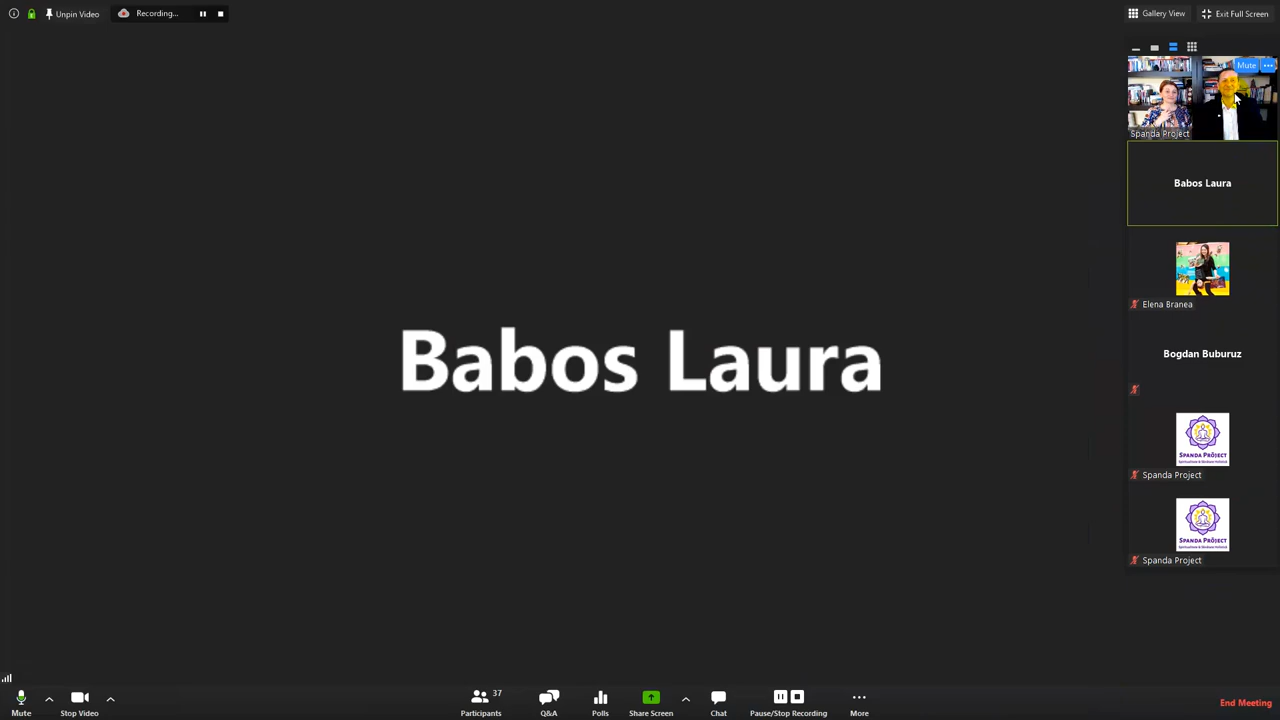 Unpin Video
Recording...
Gallery View
Exit Full Screen
Mute
Spanda Project
Babos Laura
Babos Laura
Elena Branea
Bogdan Buburuz
SPANDA PROJECT
Spanda Project
SPANDA PROJECT
Spanda Project
Mute
Stop Video
Participants
37
Q&A
Polls
Share Screen
Chat
Pause/Stop Recording
More
End Meeting